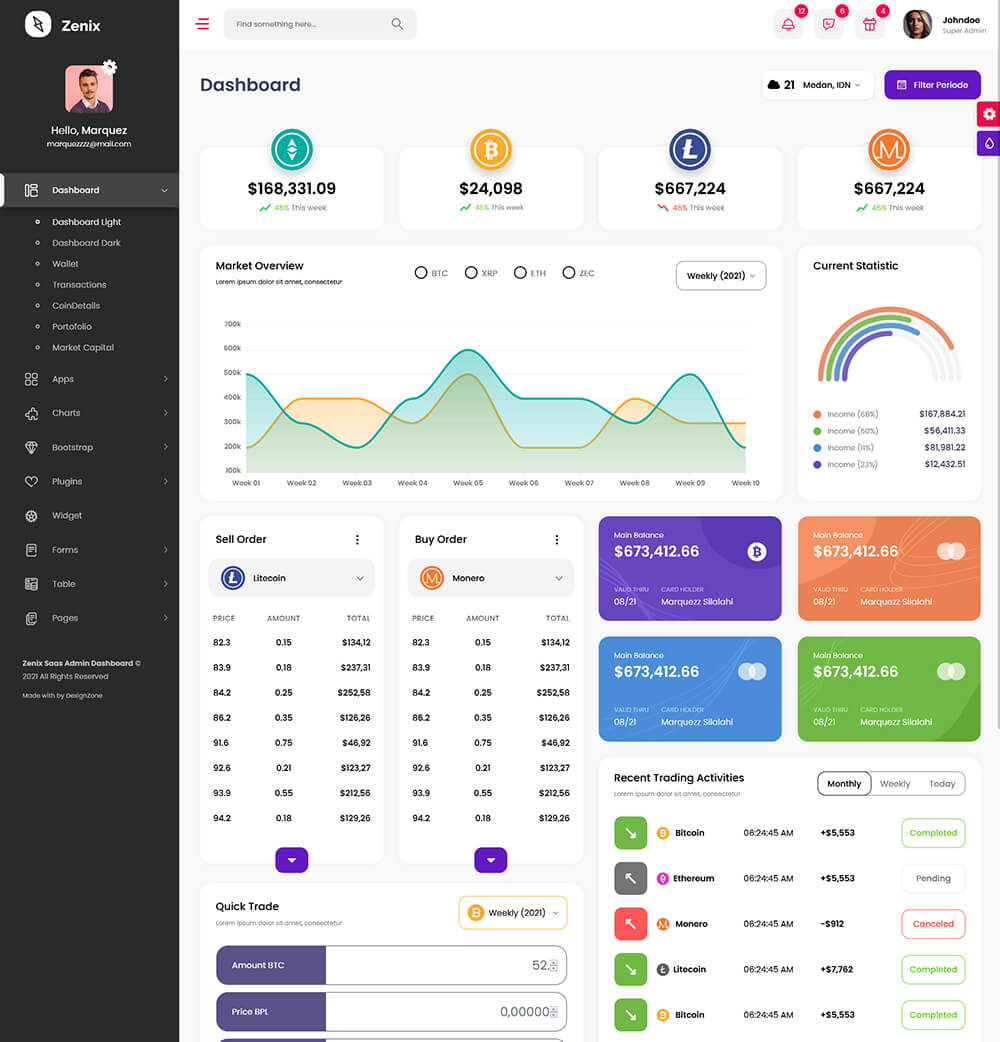 Zenix
Hello, Marquez
marquezzzz@mail.com
Dashboard
Dashboard Light
Dashboard Dark
Wallet
Transactions
CoinDetails
Portofolio
Market Capital
Apps
Charts
Bootstrap
Plugins
Widget
Forms
Table
Pages
Zenix Saas Admin Dashboard ©
2021 All Rights Reserved
Made with by DexignZone
Find something here...
12
6
4
Johndoe
Super Admin
Dashboard
21 Medan, IDN
Filter Periode
$168,331.09
45% This week
$24,098
45% This week
$667,224
45% This week
$667,224
45% This week
Market Overview
Lorem ipsum dolor sit amet, consectetur
BTC XRP ETH ZEC
Weekly (2021)
700k
600k
500k
400k
300k
200k
100k
Week 01 Week 02 Week 03 Week 04 Week 05 Week 06 Week 07 Week 08 Week 09 Week 10
Current Statistic
Income (66%) $167,884.21
Income (50%) $56,411.33
Income (11%) $81,981.22
Income (23%) $12,432.51
Sell Order
Litecoin
PRICE AMOUNT TOTAL
82.3 0.15 $134,12
83.9 0.18 $237,31
84.2 0.25 $252,58
86.2 0.35 $126,26
91.6 0.75 $46,92
92.6 0.21 $123,27
93.9 0.55 $212,56
94.2 0.18 $129,26
Buy Order
Monero
PRICE AMOUNT TOTAL
82.3 0.15 $134,12
83.9 0.18 $237,31
84.2 0.25 $252,58
86.2 0.35 $126,26
91.6 0.75 $46,92
92.6 0.21 $123,27
93.9 0.55 $212,56
94.2 0.18 $129,26
Main Balance
$673,412.66
VALID THRU CARD HOLDER
08/21 Marquezz Silalahi
Main Balance
$673,412.66
VALID THRU CARD HOLDER
08/21 Marquezz Silalahi
Main Balance
$673,412.66
VALID THRU CARD HOLDER
08/21 Marquezz Silalahi
Main Balance
$673,412.66
VALID THRU CARD HOLDER
08/21 Marquezz Silalahi
Quick Trade
Lorem ipsum dolor sit amet, consectetur
Weekly (2021)
Amount BTC 52.
Price BPL 0,00000
Recent Trading Activities
Lorem ipsum dolor sit amet, consectetur
Monthly Weekly Today
Bitcoin 06:24:45 AM +$5,553 Completed
Ethereum 06:24:45 AM +$5,553 Pending
Monero 06:24:45 AM -$912 Canceled
Litecoin 06:24:45 AM +$7,762 Completed
Bitcoin 06:24:45 AM +$5,553 Completed